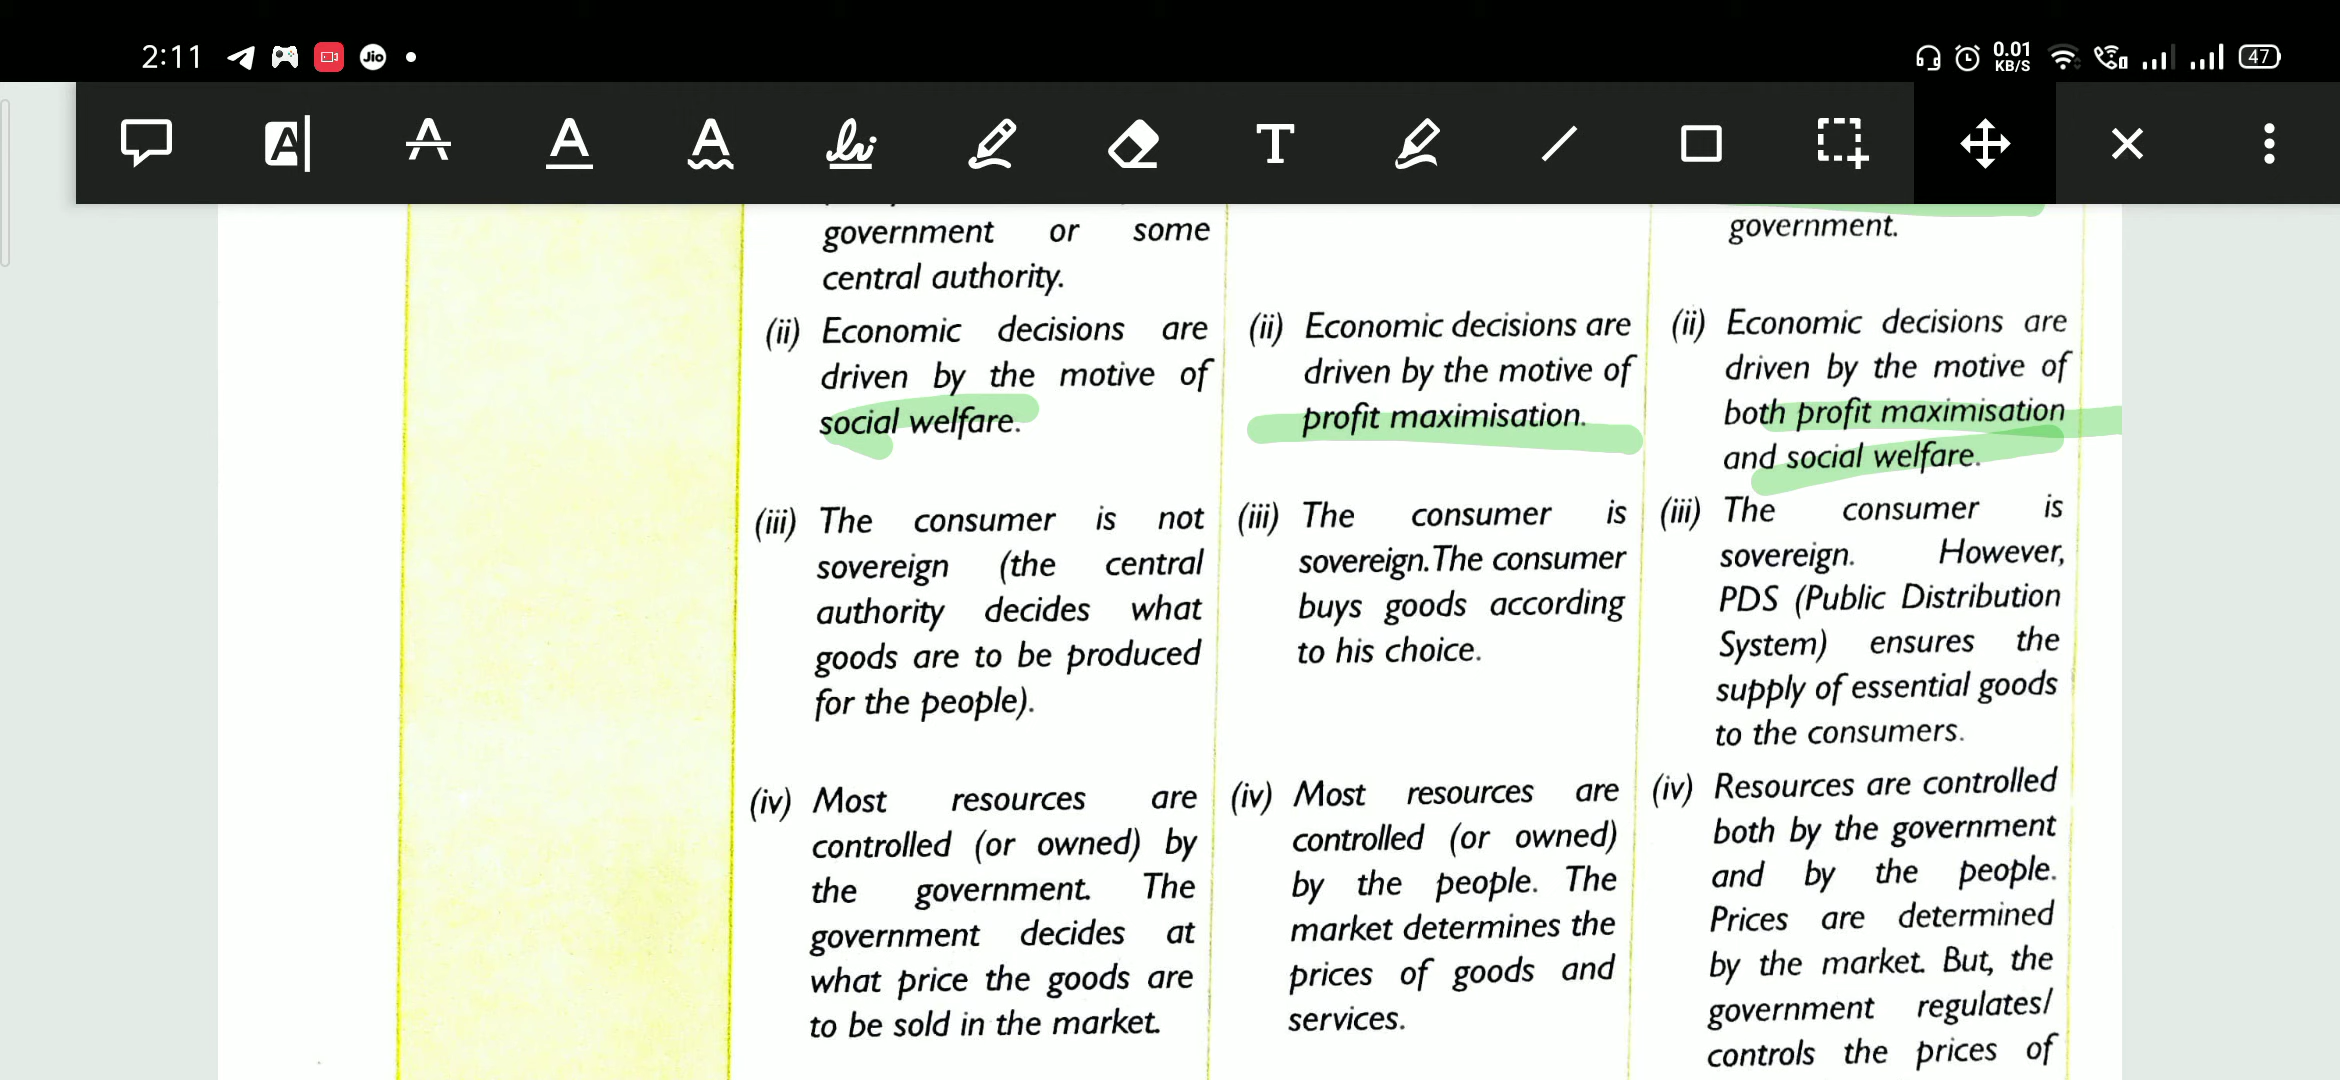 2:11
Jio
0.01
KB/S
47
government or some
central authority.
(ii) Economic decisions are
driven by the motive of
social welfare.
(iii) The consumer is not
sovereign (the central
authority decides what
goods are to be produced
for the people).
(iv) Most resources are
controlled (or owned) by
the government. The
government decides at
what price the goods are
to be sold in the market.
(ii) Economic decisions are
driven by the motive of
profit maximisation.
(iii) The consumer is
sovereign. The consumer
buys goods according
to his choice.
(iv) Most resources are
controlled (or owned)
by the people. The
market determines the
prices of goods and
services.
government.
(ii) Economic decisions are
driven by the motive of
both profit maximisation
and social welfare.
(iii) The consumer is
sovereign. However,
PDS (Public Distribution
System) ensures the
supply of essential goods
to the consumers.
(iv) Resources are controlled
both by the government
and by the people.
Prices are determined
by the market. But, the
government regulates/
controls the prices of